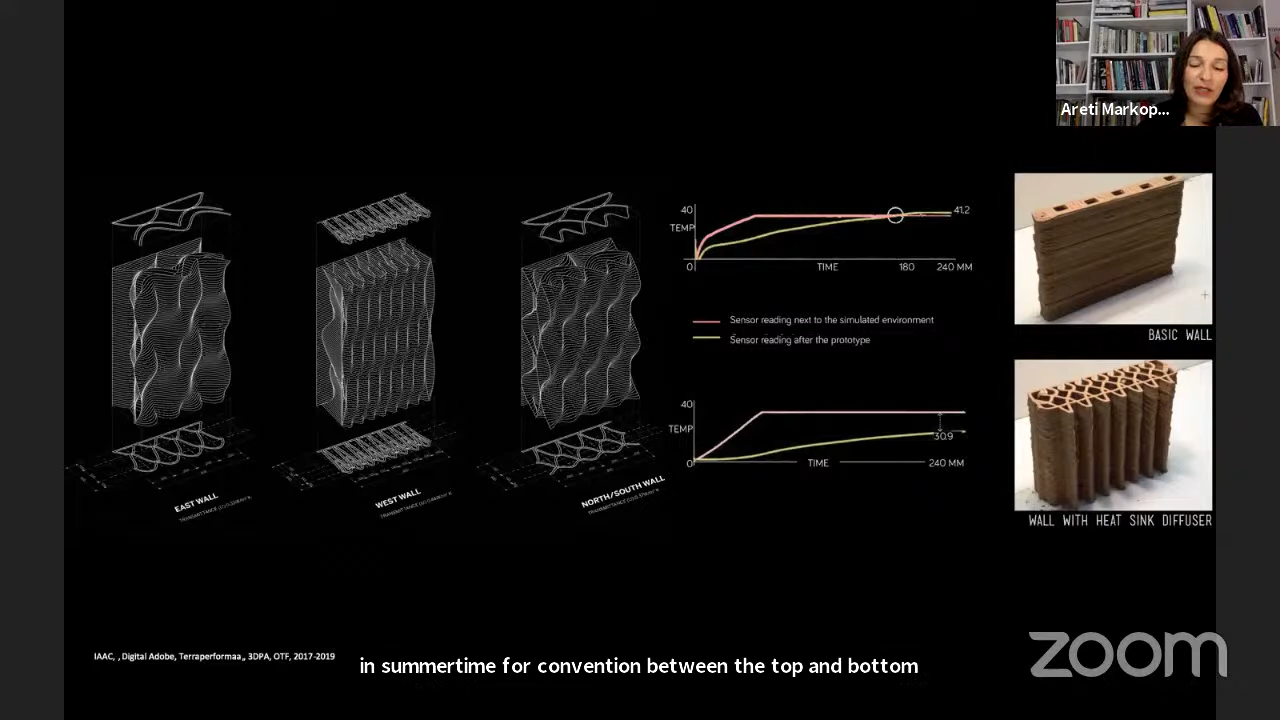 Areti Markop...
40
TEMP
0
TIME
180
240 MM
41.2
Sensor reading next to the simulated environment
Sensor reading after the prototype
40
TEMP
0
TIME
240 MM
30.9
BASIC WALL
WALL WITH HEAT SINK DIFFUSER
EAST WALL
WEST WALL
NORTH/SOUTH WALL
IAAC, , Digital Adobe, Terraperformaa,, 3DPA, OTF, 2017-2019
in summertime for convention between the top and bottom
zoom